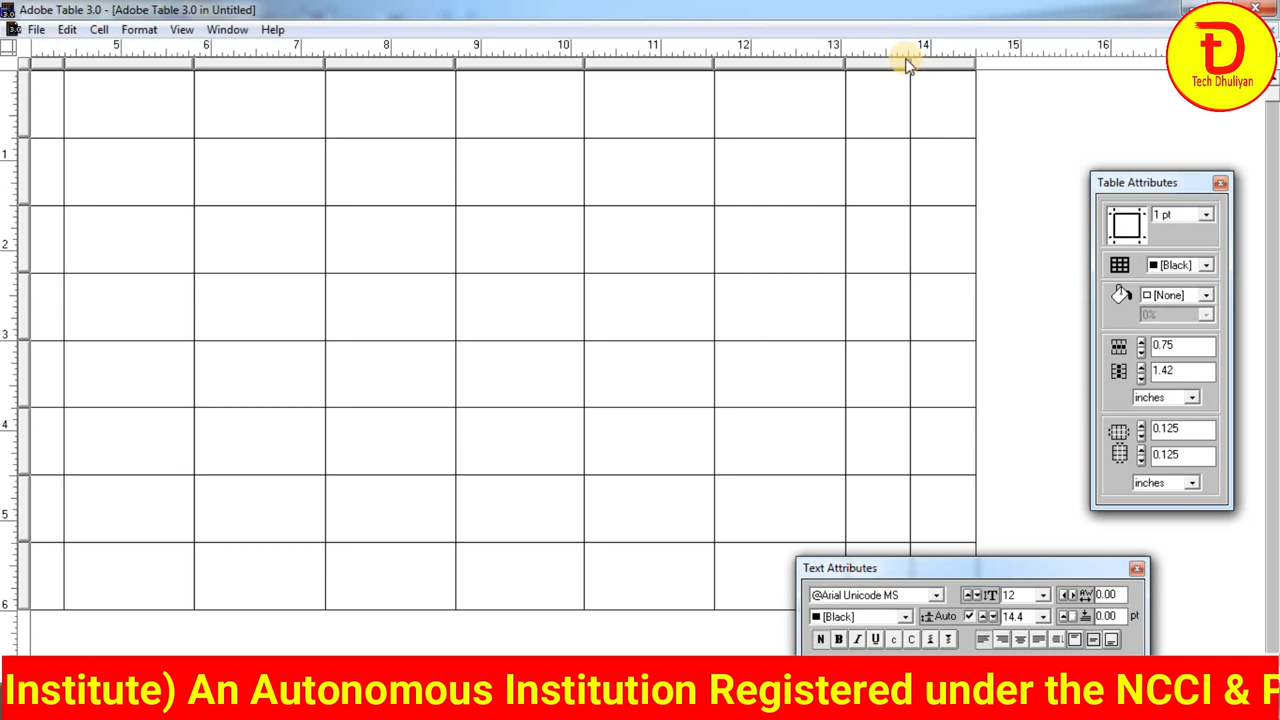 Adobe Table 3.0 - [Adobe Table 3.0 in Untitled]
3.0 File Edit Cell Format View Window Help
5 6 7 8 9 10 11 12 13 14 15 16
Tech Dhuliyan
1
2
3
4
5
6
Table Attributes
1 pt
[Black]
[None]
0%
0.75
1.42
inches
0.125
0.125
inches
Text Attributes
@Arial Unicode MS 12 0.00
[Black] Auto 14.4 0.00 pt
N B I U c C
Institute) An Autonomous Institution Registered under the NCCI &